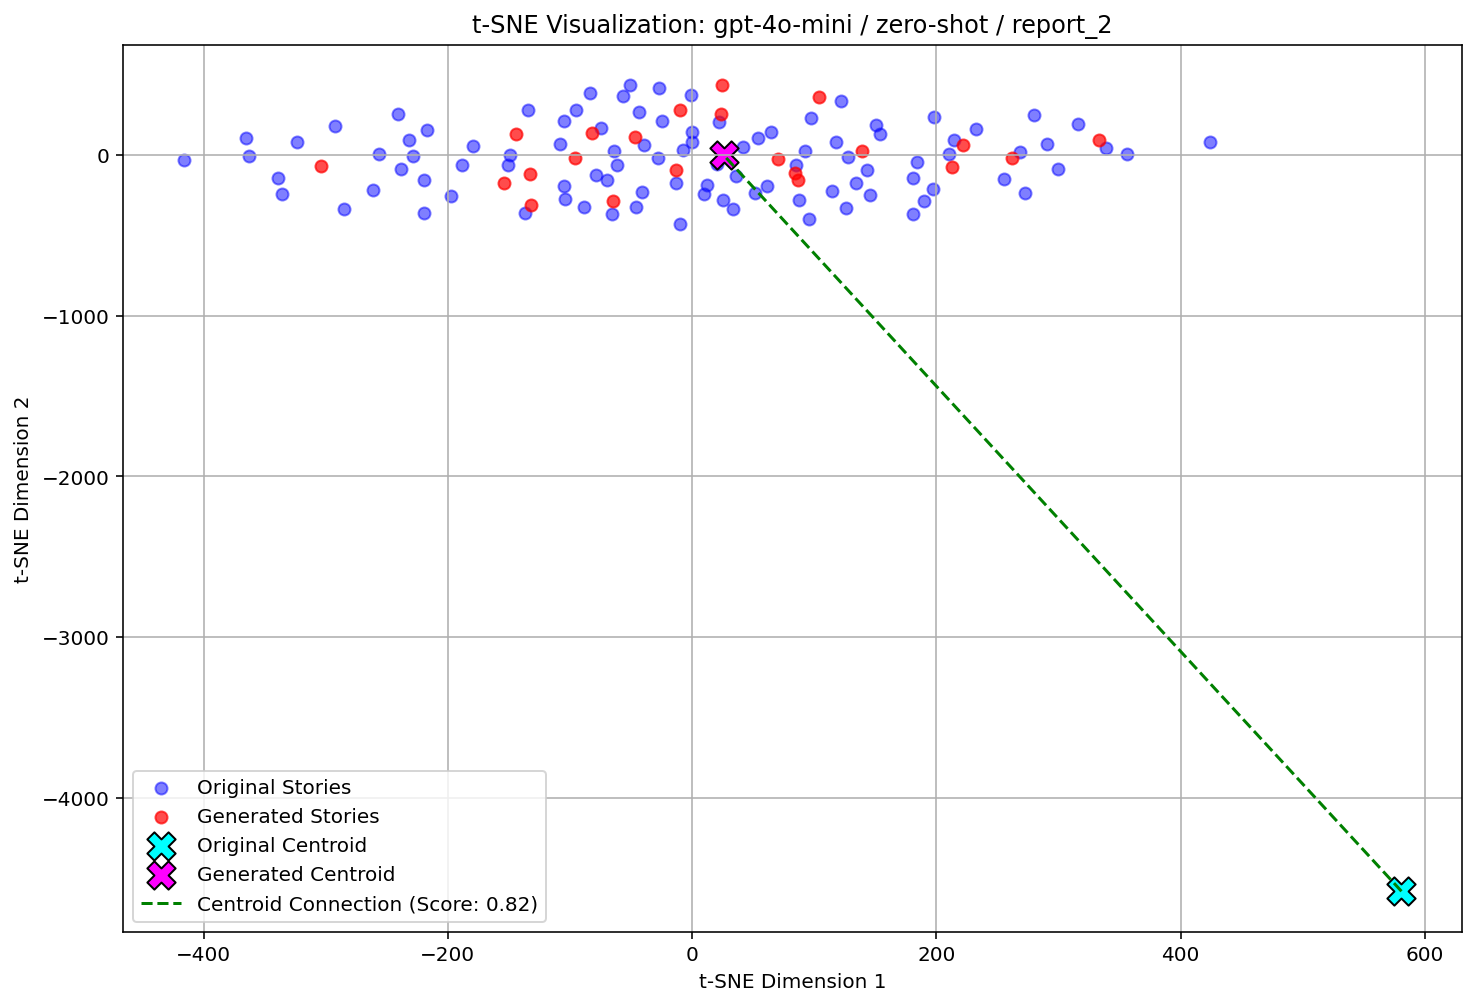 t-SNE Visualization: gpt-4o-mini / zero-shot / report_2
t-SNE Dimension 2
0
−1000
−2000
−3000
−4000
Original Stories
Generated Stories
Original Centroid
Generated Centroid
Centroid Connection (Score: 0.82)
−400
−200
0
200
400
600
t-SNE Dimension 1